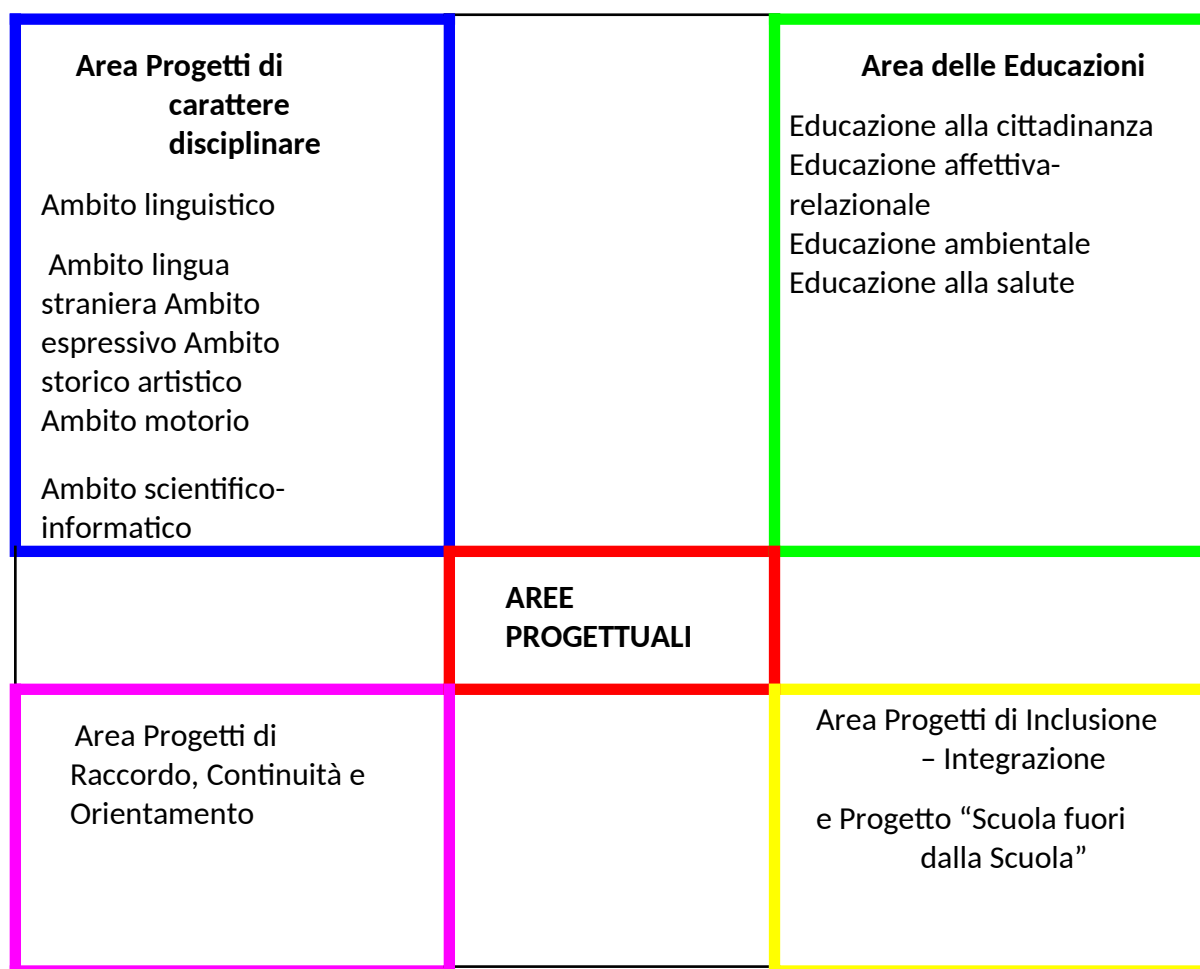 Area Progetti di
carattere
disciplinare
Ambito linguistico
Ambito lingua
straniera Ambito
espressivo Ambito
storico artistico
Ambito motorio
Ambito scientifico-
informatico
Area delle Educazioni
Educazione alla cittadinanza
Educazione affettiva-
relazionale
Educazione ambientale
Educazione alla salute
AREE
PROGETTUALI
Area Progetti di
Raccordo, Continuità e
Orientamento
Area Progetti di Inclusione
– Integrazione
e Progetto “Scuola fuori
dalla Scuola”